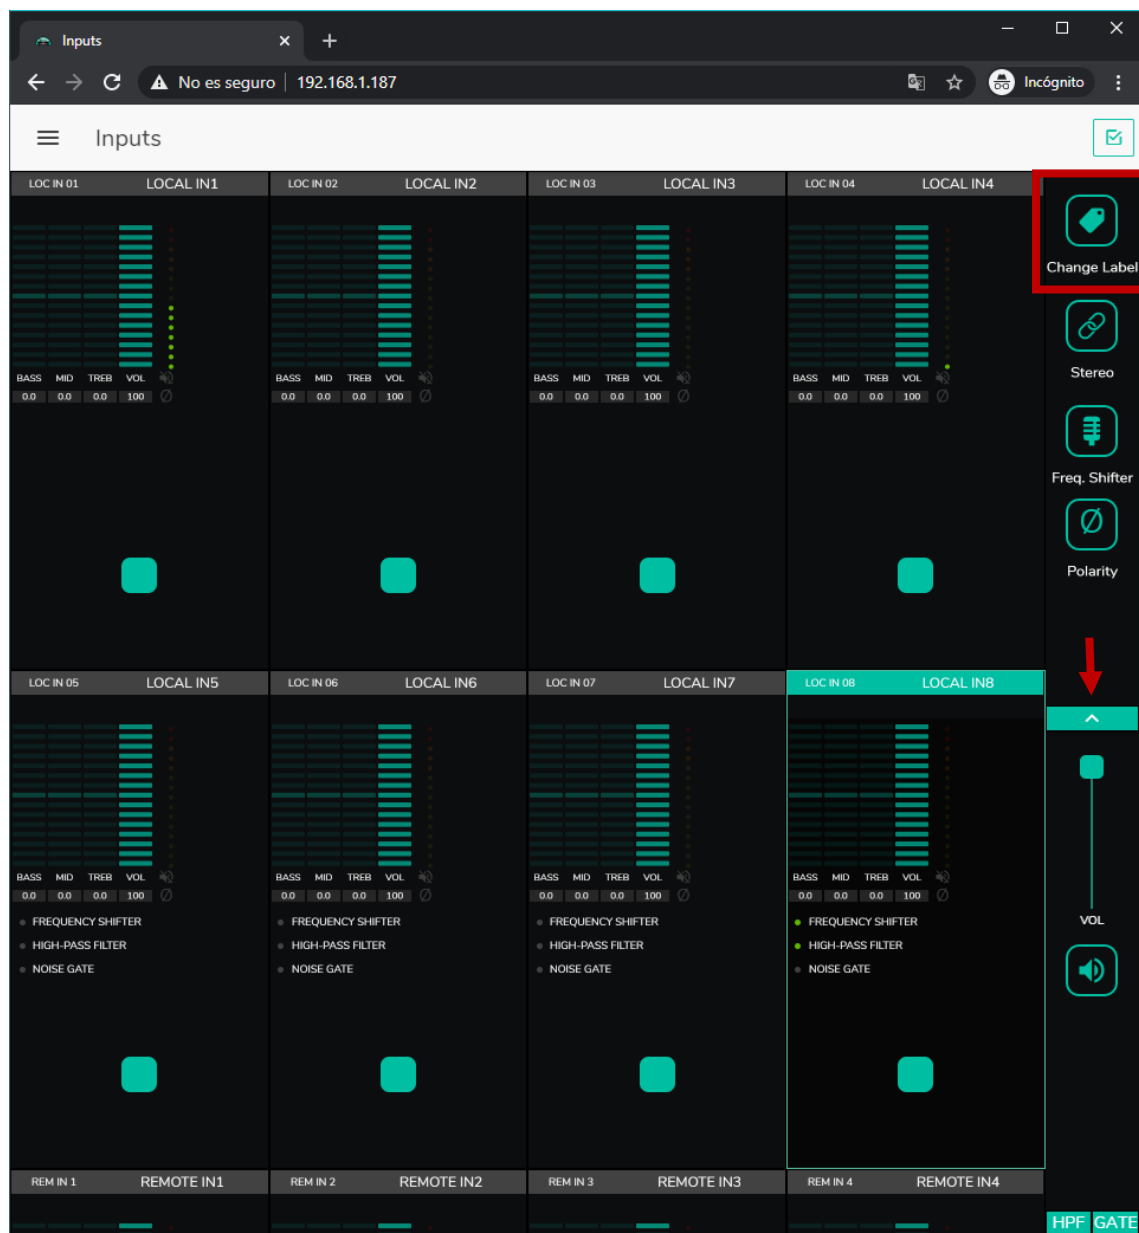 Inputs
No es seguro | 192.168.1.187 Incógnito
Inputs
LOC IN 01 LOCAL IN1 LOC IN 02 LOCAL IN2 LOC IN 03 LOCAL IN3 LOC IN 04 LOCAL IN4
Change Label
Stereo
BASS MID TREB VOL BASS MID TREB VOL BASS MID TREB VOL BASS MID TREB VOL
0.0 0.0 0.0 100 Ø 0.0 0.0 0.0 100 Ø 0.0 0.0 0.0 100 Ø 0.0 0.0 0.0 100 Ø
Freq. Shifter
Ø
Polarity
LOC IN 05 LOCAL IN5 LOC IN 06 LOCAL IN6 LOC IN 07 LOCAL IN7 LOC IN 08 LOCAL IN8
BASS MID TREB VOL BASS MID TREB VOL BASS MID TREB VOL BASS MID TREB VOL
0.0 0.0 0.0 100 Ø 0.0 0.0 0.0 100 Ø 0.0 0.0 0.0 100 Ø 0.0 0.0 0.0 100 Ø
FREQUENCY SHIFTER FREQUENCY SHIFTER FREQUENCY SHIFTER FREQUENCY SHIFTER
VOL
HIGH-PASS FILTER HIGH-PASS FILTER HIGH-PASS FILTER HIGH-PASS FILTER
NOISE GATE NOISE GATE NOISE GATE NOISE GATE
REM IN 1 REMOTE IN1 REM IN 2 REMOTE IN2 REM IN 3 REMOTE IN3 REM IN 4 REMOTE IN4
HPF GATE